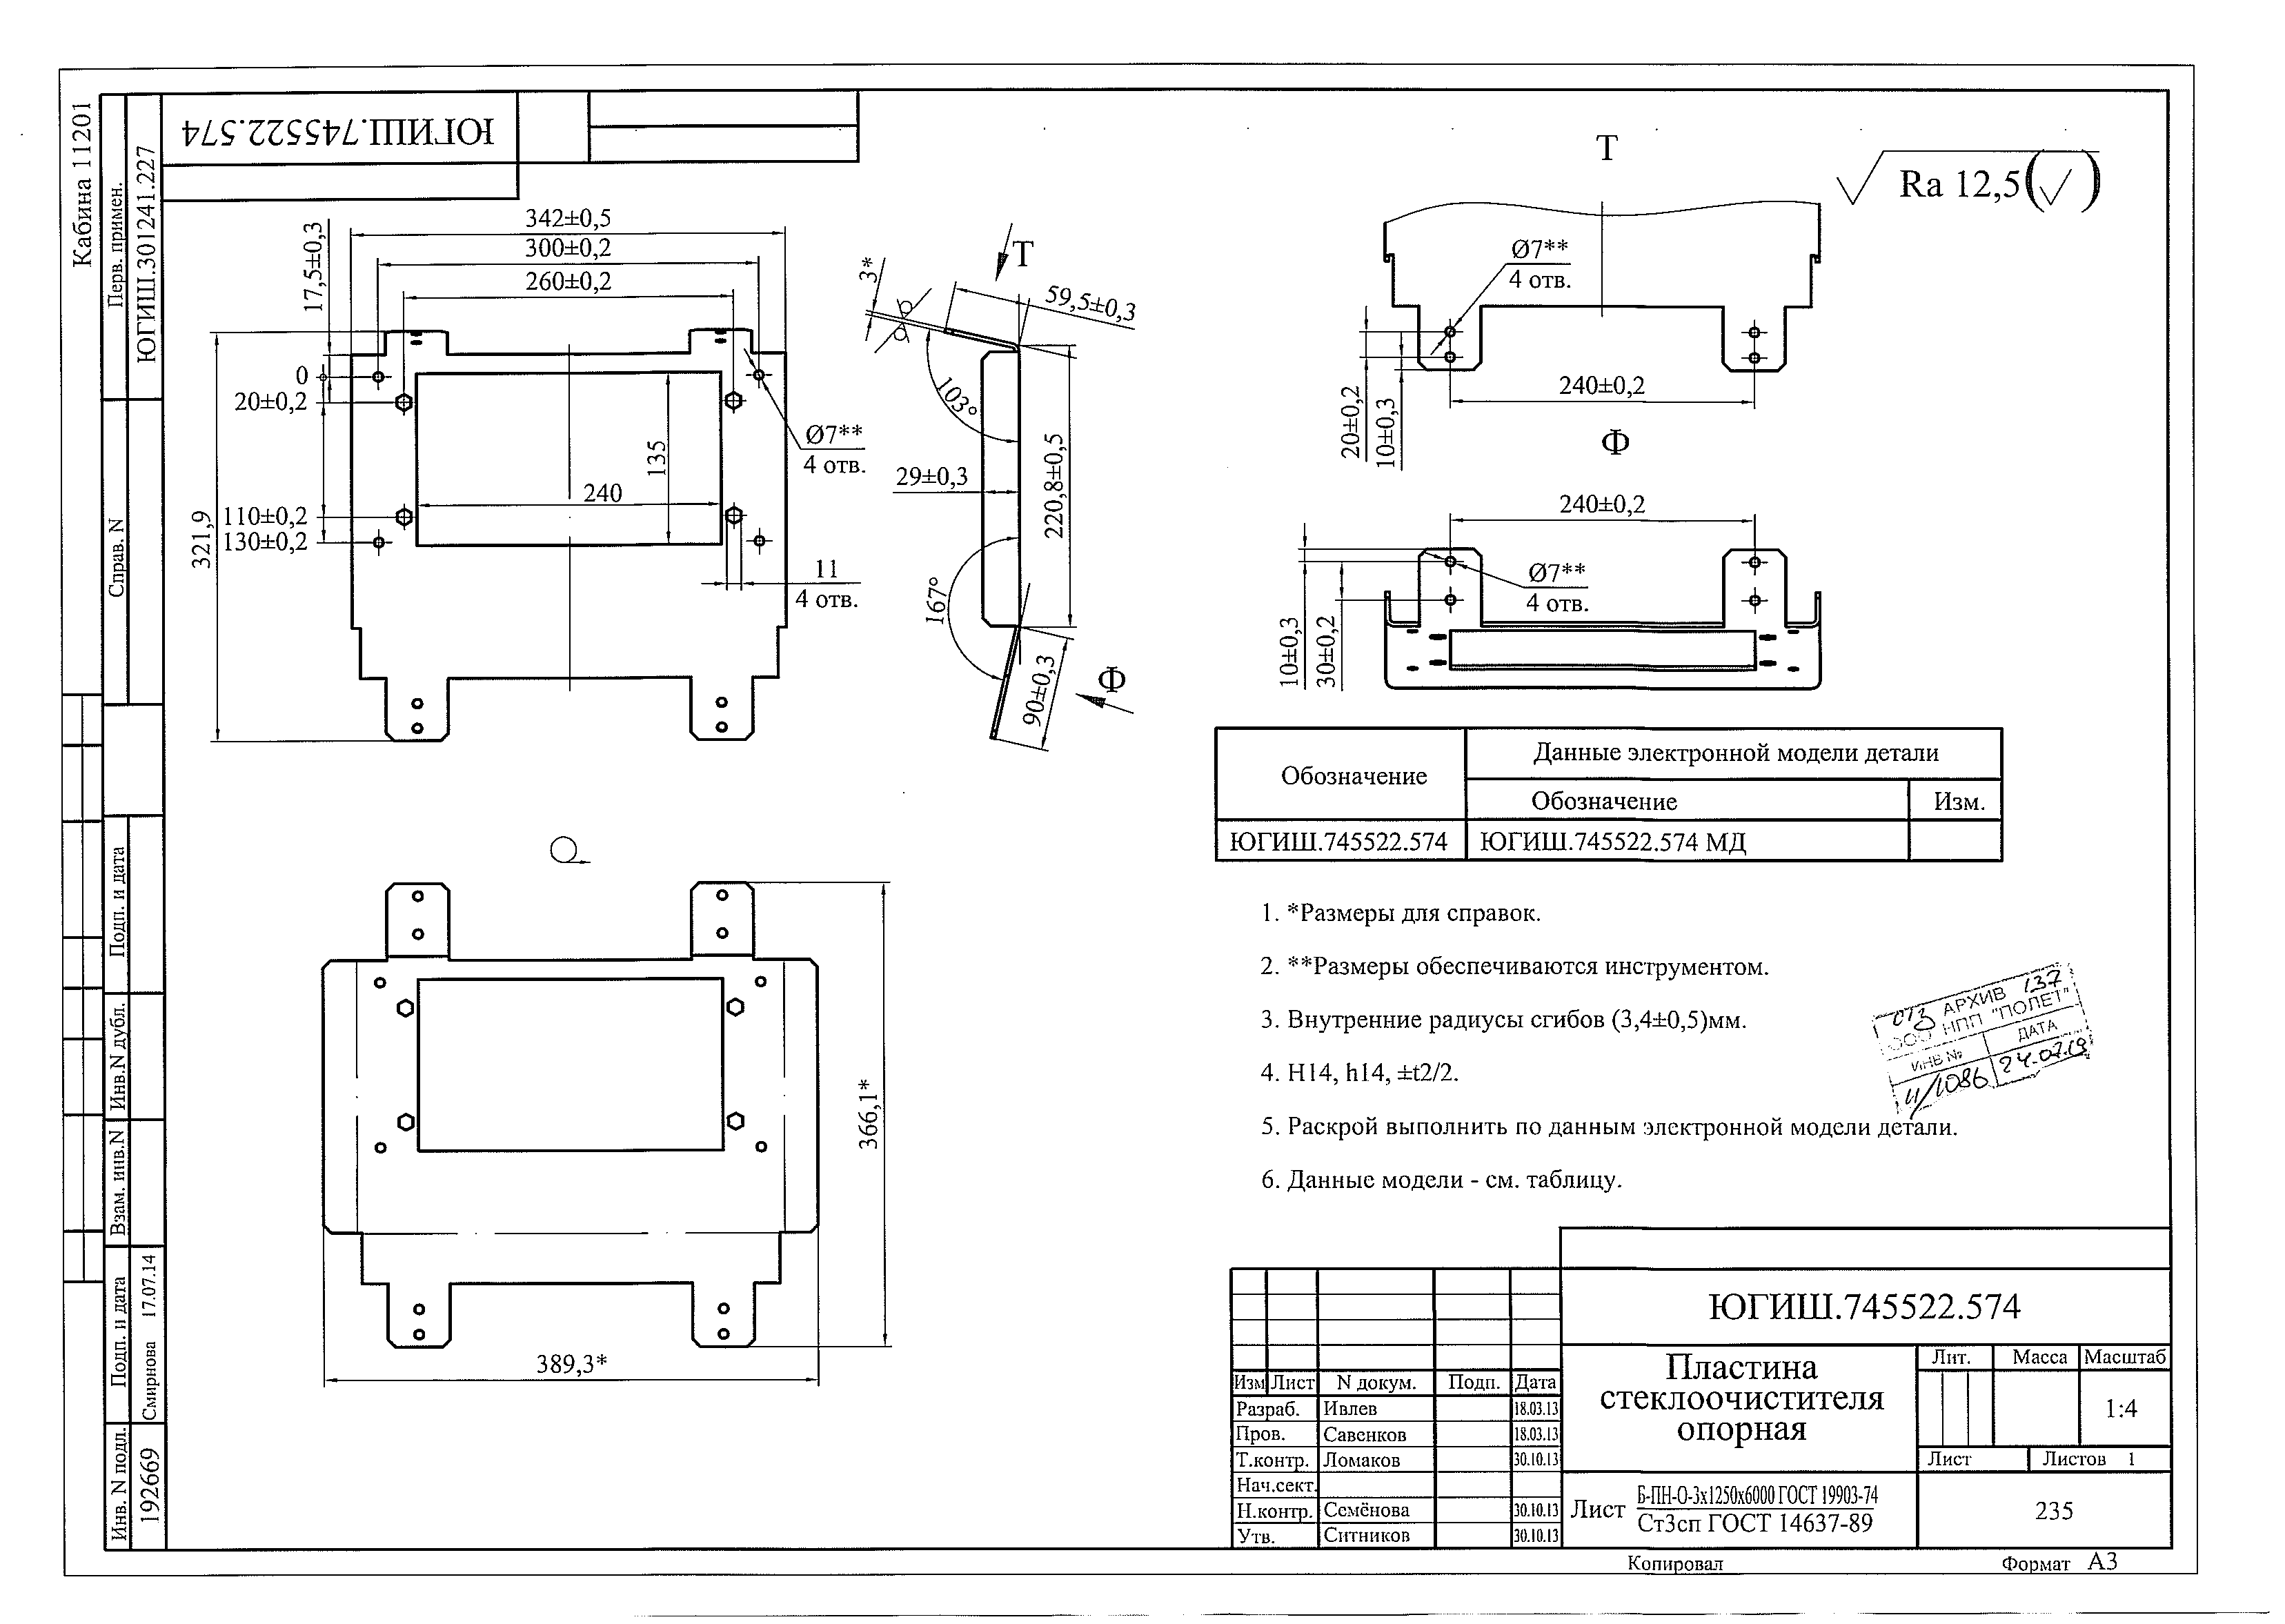 Кабина 11201
Перв. примен.
ЮГИШ.301241.227
Справ. N
Подп. и дата
Инв.N дубл.
Взам. инв.N
Подп. и дата
Смирнова 17.07.14
Инв. N подл.
192669
ЮГИШ.745522.574
342±0,5
300±0,2
260±0,2
17,5±0,3
0
20±0,2
110±0,2
130±0,2
321,9
135
240
Ø7**
4 отв.
11
4 отв.
3*
Т
59,5±0,3
103°
29±0,3
220,8±0,5
167°
90±0,3
Ф
Т
Ra 12,5
Ø7**
4 отв.
240±0,2
20±0,2
10±0,3
Ф
240±0,2
Ø7**
4 отв.
10±0,3
30±0,2
Обозначение
Данные электронной модели детали
Обозначение
Изм.
ЮГИШ.745522.574
ЮГИШ.745522.574 МД
366,1*
389,3*
1. *Размеры для справок.
2. **Размеры обеспечиваются инструментом.
3. Внутренние радиусы сгибов (3,4±0,5)мм.
4. H14, h14, ±t2/2.
5. Раскрой выполнить по данным электронной модели детали.
6. Данные модели - см. таблицу.
АРХИВ 137
ООО НПП "ПОЛЕТ"
ИНВ № ДАТА
4/1086 24.07.19
ЮГИШ.745522.574
Изм Лист N докум. Подп. Дата
Разраб. Ивлев 18.03.13
Пров. Савенков 18.03.13
Т.контр. Ломаков 30.10.13
Нач.сект.
Н.контр. Семёнова 30.10.13
Утв. Ситников 30.10.13
Пластина
стеклоочистителя
опорная
Лит. Масса Масштаб
1:4
Лист Листов 1
Лист Б-ПН-О-3х1250х6000 ГОСТ 19903-74
Ст3сп ГОСТ 14637-89
235
Копировал
Формат А3